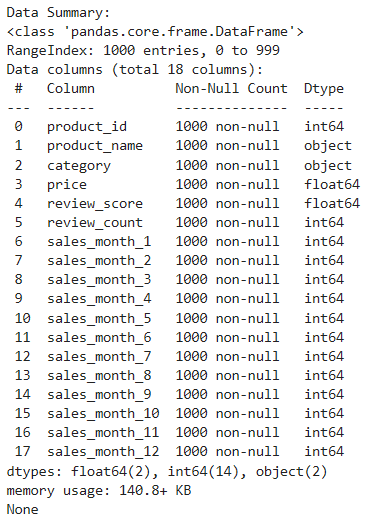 Data Summary:
<class 'pandas.core.frame.DataFrame'>
RangeIndex: 1000 entries, 0 to 999
Data columns (total 18 columns):
 #   Column          Non-Null Count  Dtype
---  ------          --------------  -----
 0   product_id      1000 non-null   int64
 1   product_name    1000 non-null   object
 2   category        1000 non-null   object
 3   price           1000 non-null   float64
 4   review_score    1000 non-null   float64
 5   review_count    1000 non-null   int64
 6   sales_month_1   1000 non-null   int64
 7   sales_month_2   1000 non-null   int64
 8   sales_month_3   1000 non-null   int64
 9   sales_month_4   1000 non-null   int64
 10  sales_month_5   1000 non-null   int64
 11  sales_month_6   1000 non-null   int64
 12  sales_month_7   1000 non-null   int64
 13  sales_month_8   1000 non-null   int64
 14  sales_month_9   1000 non-null   int64
 15  sales_month_10  1000 non-null   int64
 16  sales_month_11  1000 non-null   int64
 17  sales_month_12  1000 non-null   int64
dtypes: float64(2), int64(14), object(2)
memory usage: 140.8+ KB
None